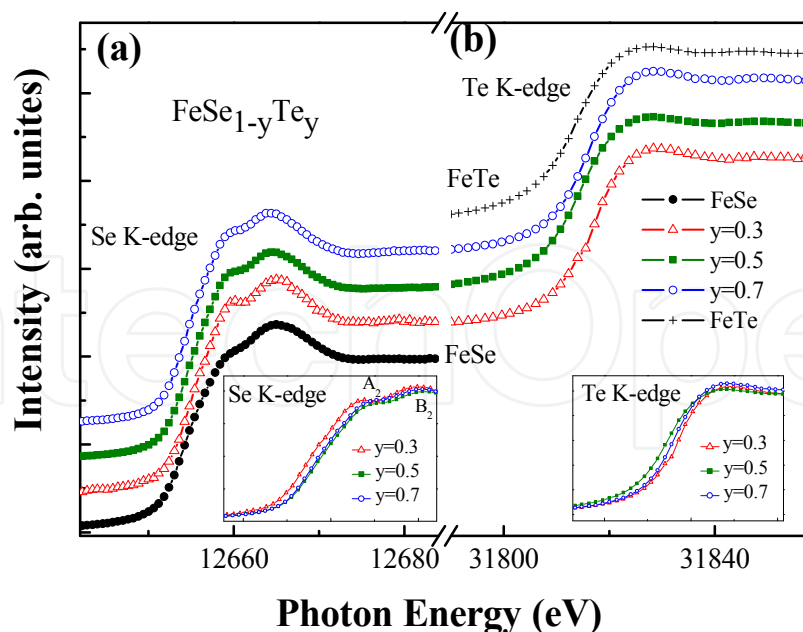 (a)
(b)
FeSe1-yTey
Te K-edge
FeTe
Se K-edge
FeSe
y=0.3
y=0.5
y=0.7
FeTe
FeSe
Se K-edge
A2
B2
y=0.3
y=0.5
y=0.7
Te K-edge
y=0.3
y=0.5
y=0.7
Intensity (arb. unites)
12660
12680
31800
31840
Photon Energy (eV)